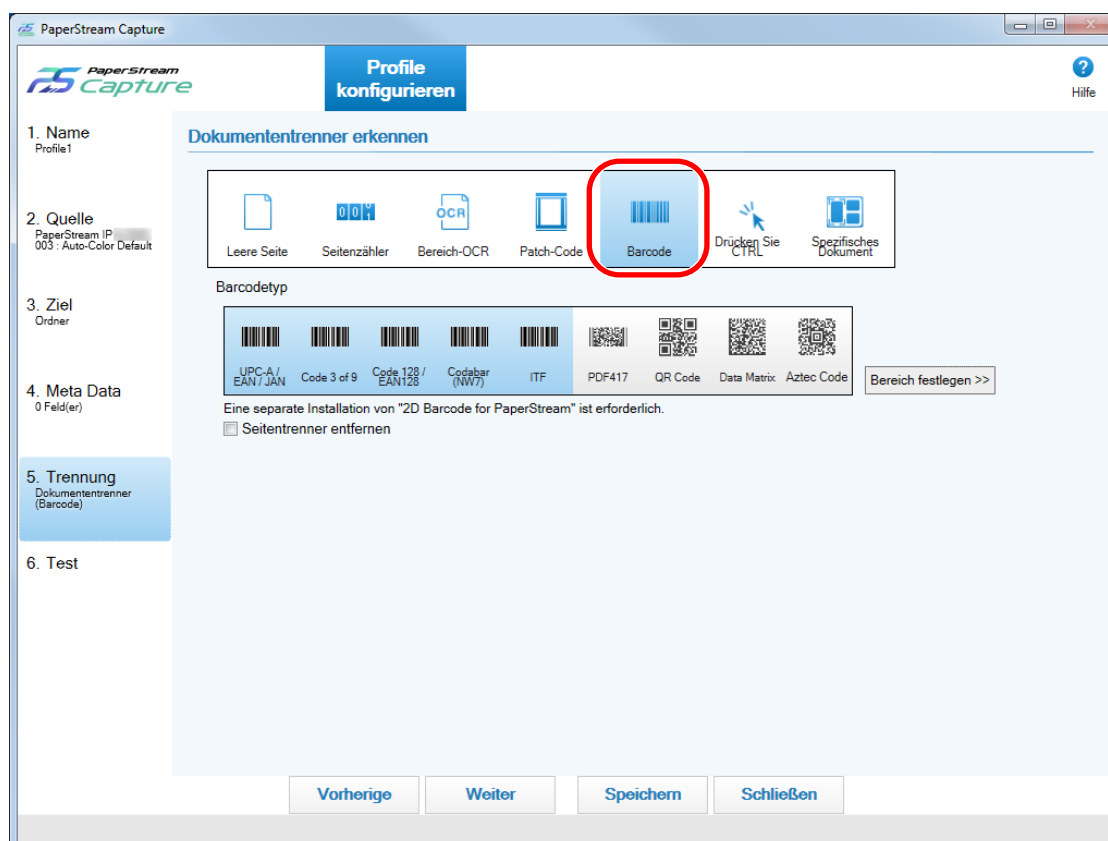 PaperStream Capture
PaperStream
Capture
Profile
konfigurieren
?
Hilfe
1. Name
Profile1
2. Quelle
PaperStream IP
003 : Auto-Color Default
3. Ziel
Ordner
4. Meta Data
0 Feld(er)
5. Trennung
Dokumententrenner
(Barcode)
6. Test
Dokumententrenner erkennen
OCR
Leere Seite
Seitenzähler
Bereich-OCR
Patch-Code
Barcode
Drücken Sie
CTRL
Spezifisches
Dokument
Barcodetyp
UPC-A /
EAN / JAN
Code 3 of 9
Code 128 /
EAN128
Codabar
(NW7)
ITF
PDF417
QR Code
Data Matrix
Aztec Code
Bereich festlegen >>
Eine separate Installation von "2D Barcode for PaperStream" ist erforderlich.
Seitentrenner entfernen
Vorherige
Weiter
Speichern
Schließen